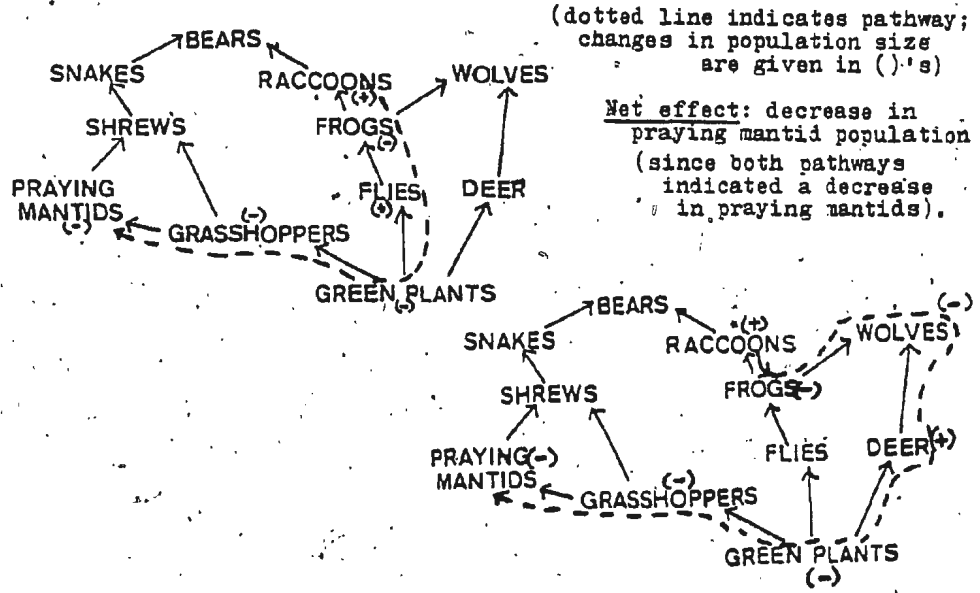 (dotted line indicates pathway;
changes in population size
are given in ()'s)
Net effect: decrease in
praying mantid population
(since both pathways
indicated a decrease
in praying mantids).
BEARS
SNAKES
RACCOONS
(+)
WOLVES
SHREWS
FROGS
(-)
PRAYING
MANTIDS
(-)
FLIES
(+)
DEER
(-)
GRASSHOPPERS
GREEN PLANTS
(-)
BEARS
(-)
SNAKES
(+)
RACCOONS
WOLVES
SHREWS
FROGS(-)
PRAYING(-)
MANTIDS
FLIES
DEER(+)
(-)
GRASSHOPPERS
GREEN PLANTS
(-)